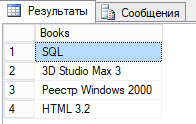 Результаты Сообщения
Books
1 SQL
2 3D Studio Max 3
3 Реестр Windows 2000
4 HTML 3.2